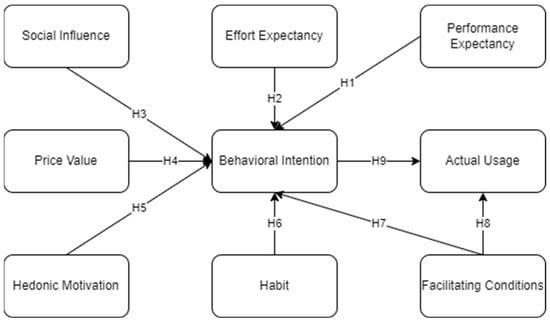 Social Influence
Effort Expectancy
Performance
Expectancy
H1
H2
H3
Price Value
H4
Behavioral Intention
H9
Actual Usage
H5
H6
H7
H8
Hedonic Motivation
Habit
Facilitating Conditions